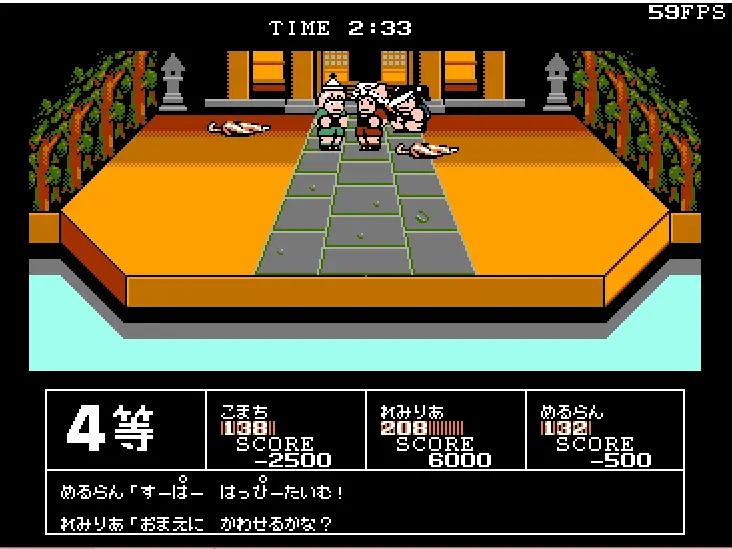 59FPS
TIME 2:33
4等
こまち
138
SCORE
-2500
れみりあ
208
SCORE
6000
めるらん
132
SCORE
-500
めるらん「すーぱー はっぴーたいむ!
れみりあ「おまえに かわせるかな?